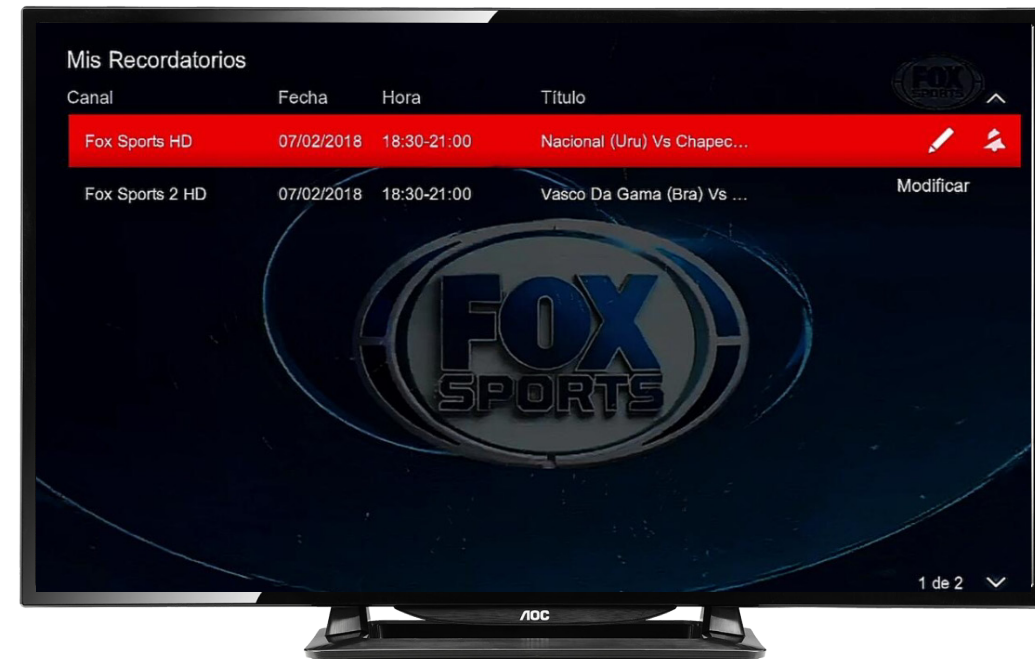 Mis Recordatorios
FOX
SPORTS
Canal Fecha Hora Título
Fox Sports HD 07/02/2018 18:30-21:00 Nacional (Uru) Vs Chapec...
Fox Sports 2 HD 07/02/2018 18:30-21:00 Vasco Da Gama (Bra) Vs ...
Modificar
FOX
SPORTS
1 de 2
AOC